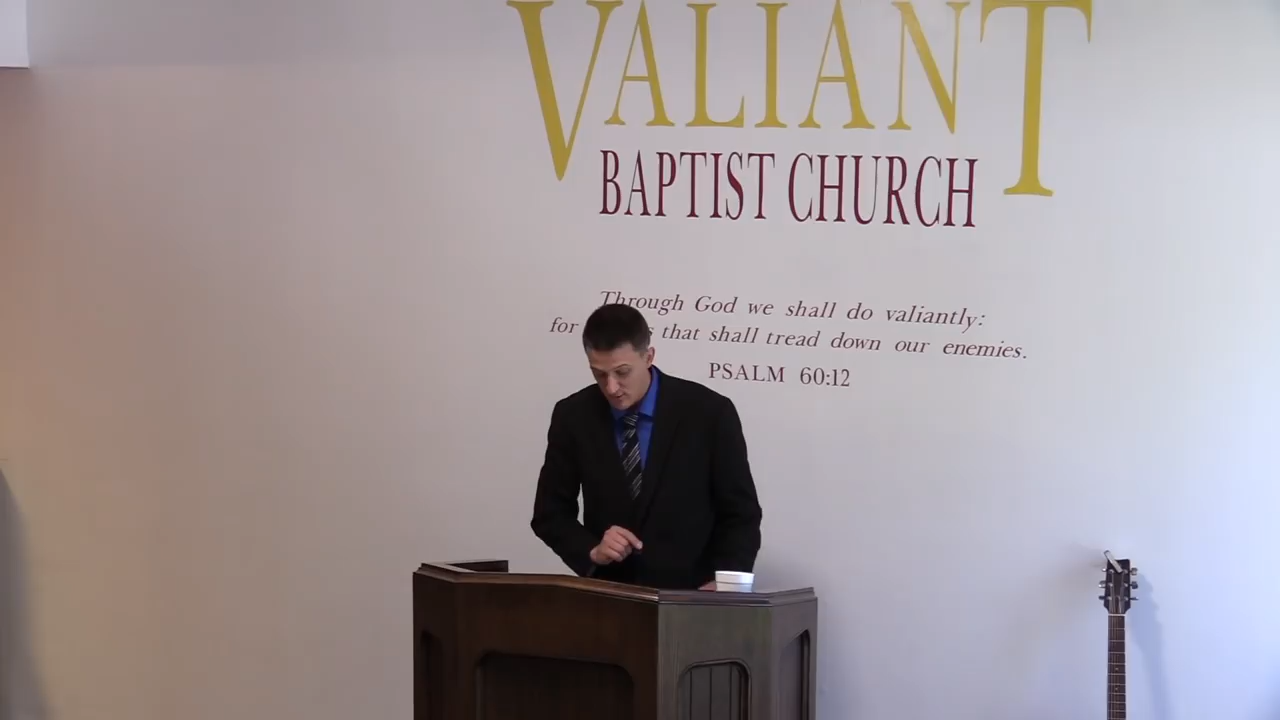 VALIANT
BAPTIST CHURCH
Through God we shall do valiantly:
for that shall tread down our enemies.
PSALM 60:12